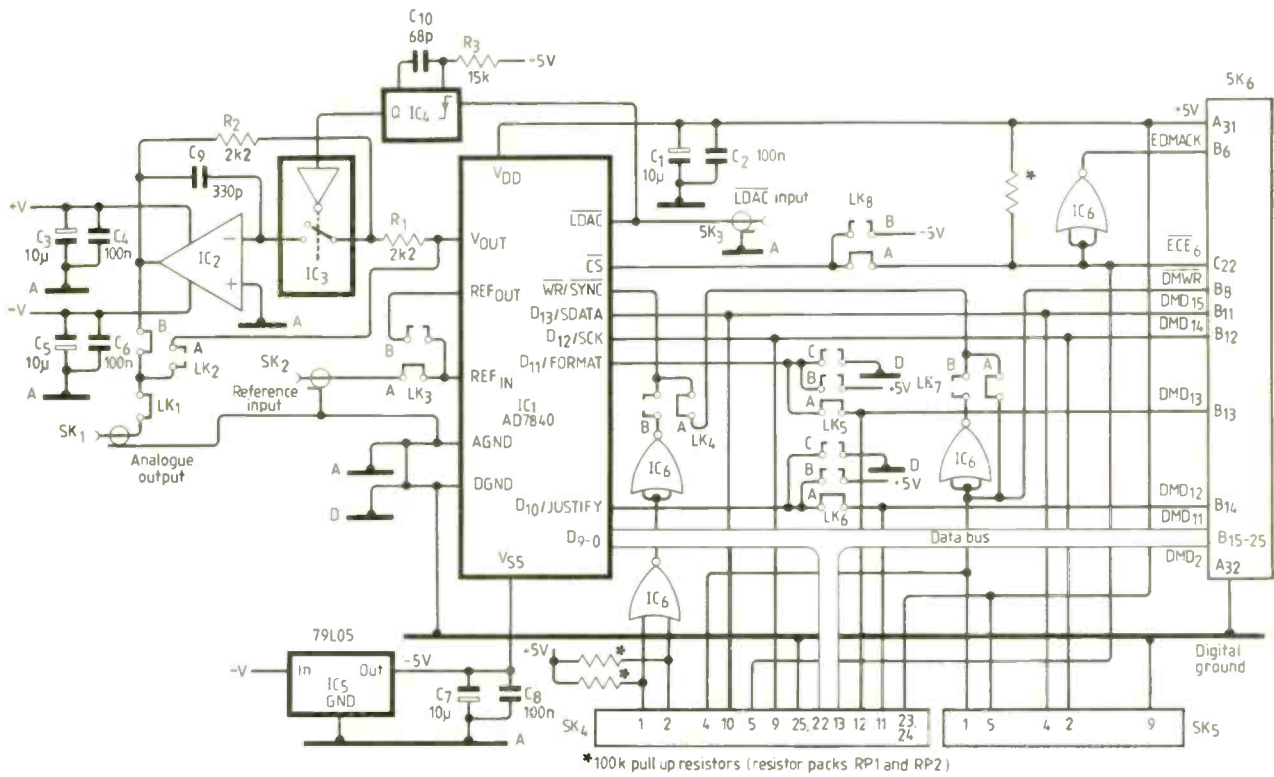 C10
68p
R3
15k
-5V
Q IC4
R2
2k2
C9
330p
+V
C3
10μ
C4
100n
A
-
+
IC2
IC3
R1
2k2
A
-V
C5
10μ
C6
100n
A
B
A
LK2
LK1
SK1
Analogue output
SK2
Reference input
B
A
LK3
A
D
VDD
VOUT
REFOUT
REFIN
IC1
AD7840
AGND
DGND
VSS
LDAC
CS
WR/SYNC
D13/SDATA
D12/SCK
D11/FORMAT
D10/JUSTIFY
D9-0
C1
10μ
C2 100n
A
LDAC input
SK3
A
LK8
B
-5V
A
*
IC6
B
A
LK4
IC6
IC6
C
D
B
+5V
A
LK5
C
D
B
+5V
A
LK6
LK7
B
A
IC6
Data bus
SK6
+5V
A31
EDMACK
B6
ECE6
C22
DMWR
B8
DMD15
B11
DMD14
B12
DMD13
B13
DMD12
B14
DMD11
B15-25
DMD2
A32
Digital ground
79L05
-V
In
Out
IC5
GND
-5V
C7
10μ
C8
100n
A
+5V
*
*
SK4
1 2 4 10 5 9 25, 22 13 12 11 23, 24
1 5 4 2 9
SK5
*100k pull up resistors (resistor packs RP1 and RP2)